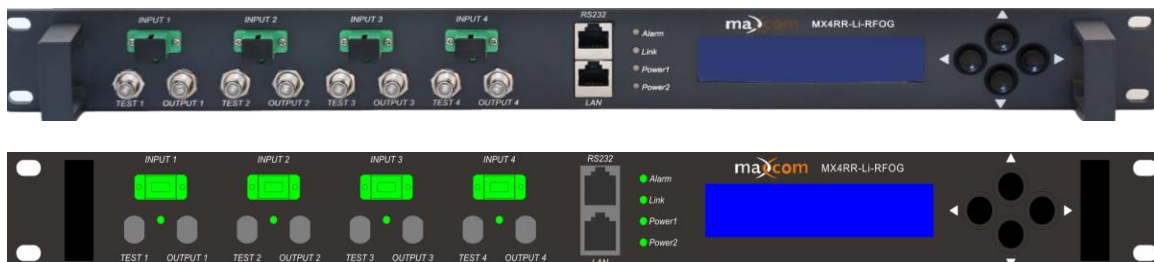 INPUT 1 INPUT 2 INPUT 3 INPUT 4 RS232
maxcom MX4RR-Li-RFOG
Alarm
Link
Power1
Power2
TEST 1 OUTPUT 1 TEST 2 OUTPUT 2 TEST 3 OUTPUT 3 TEST 4 OUTPUT 4 LAN
INPUT 1 INPUT 2 INPUT 3 INPUT 4 RS232
maxcom MX4RR-Li-RFOG
Alarm
Link
Power1
Power2
TEST 1 OUTPUT 1 TEST 2 OUTPUT 2 TEST 3 OUTPUT 3 TEST 4 OUTPUT 4 LAN